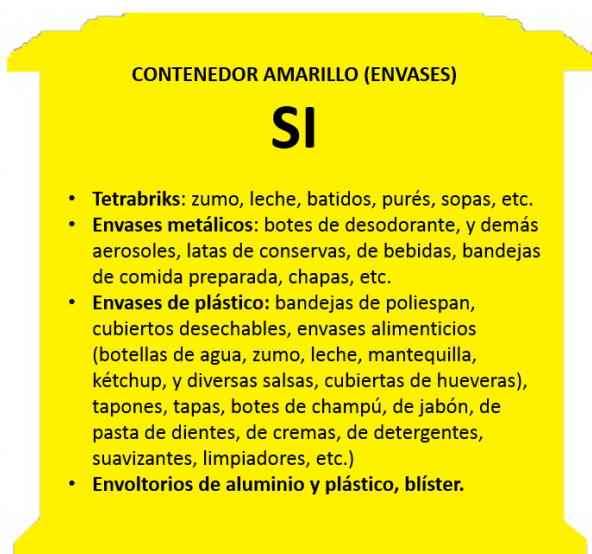 CONTENEDOR AMARILLO (ENVASES)
SI
• Tetrabriks: zumo, leche, batidos, purés, sopas, etc.
• Envases metálicos: botes de desodorante, y demás
aerosoles, latas de conservas, de bebidas, bandejas
de comida preparada, chapas, etc.
• Envases de plástico: bandejas de poliespan,
cubiertos desechables, envases alimenticios
(botellas de agua, zumo, leche, mantequilla,
kétchup, y diversas salsas, cubiertas de hueveras),
tapones, tapas, botes de champú, de jabón, de
pasta de dientes, de cremas, de detergentes,
suavizantes, limpiadores, etc.)
• Envoltorios de aluminio y plástico, blíster.